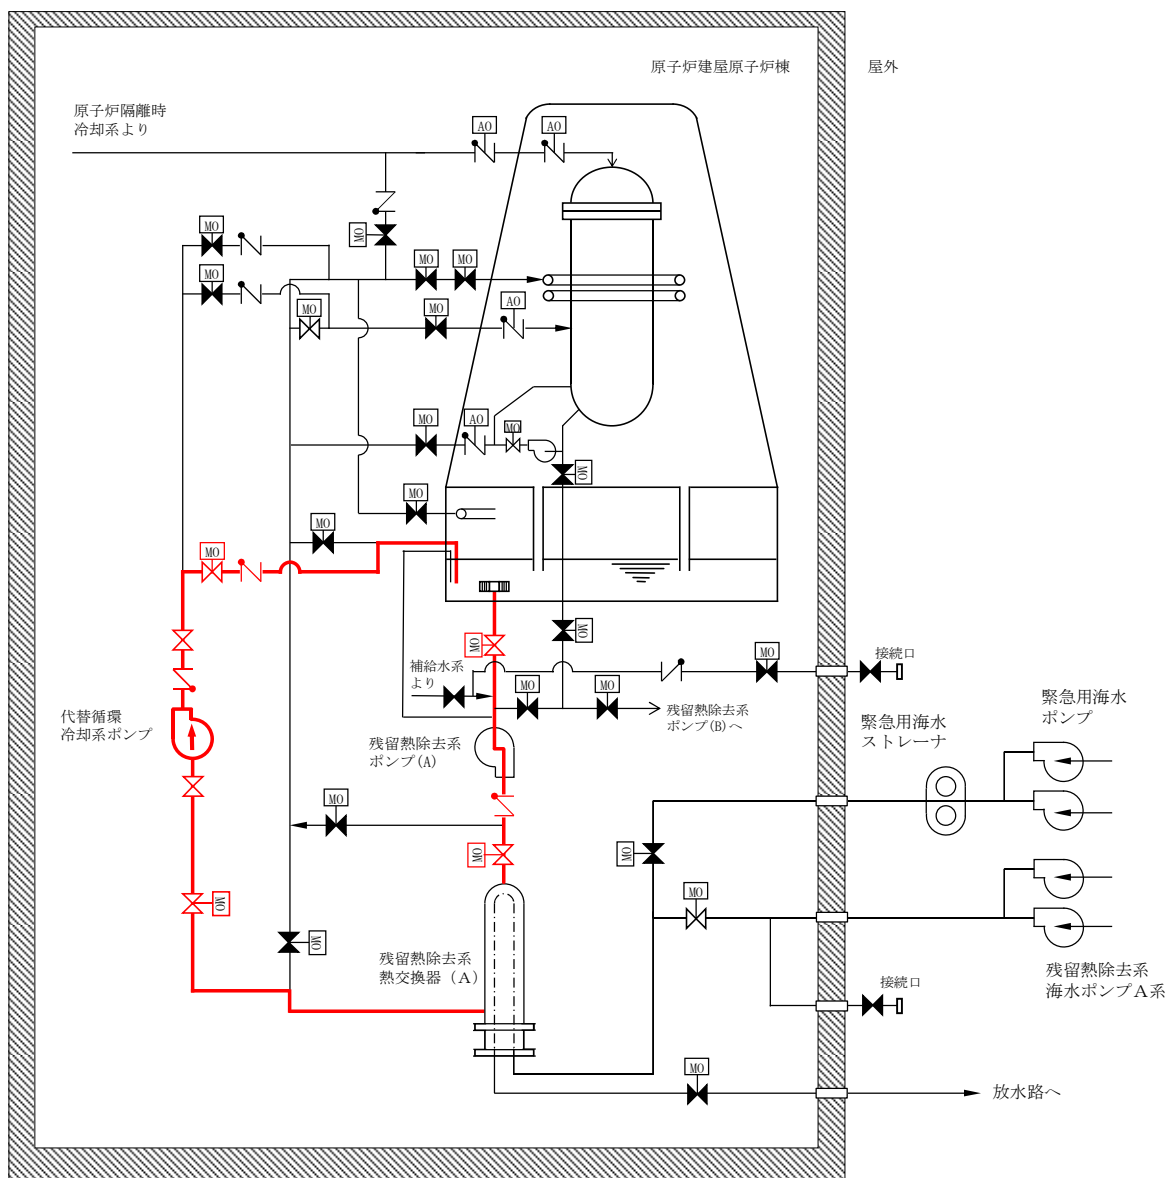 原子炉建屋原子炉棟
屋外
原子炉隔離時
冷却系より
AO
AO
MO
MO
MO
MO
MO
MO
AO
MO
MO
MO
AO
MO
MO
MO
MO
MO
MO
MO
MO
接続口
補給水系
より
MO
MO
残留熱除去系
ポンプ(B)へ
緊急用海水
ポンプ
緊急用海水
ストレーナ
代替循環
冷却系ポンプ
残留熱除去系
ポンプ(A)
MO
MO
MO
MO
MO
MO
残留熱除去系
熱交換器(A)
残留熱除去系
海水ポンプA系
接続口
MO
放水路へ